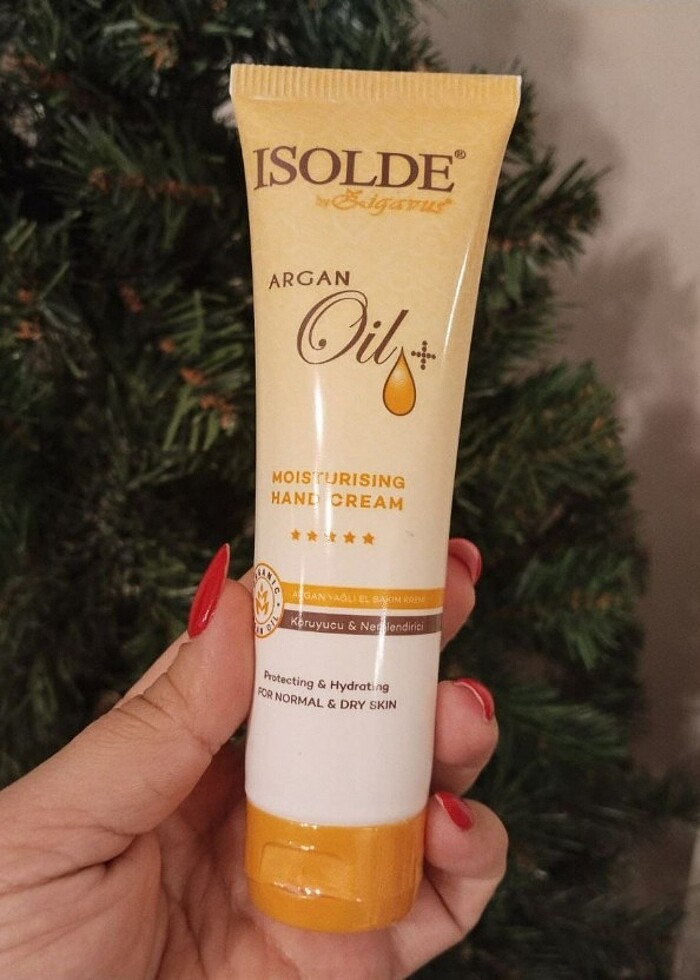 ISOLDE®
by Zigavus®
ARGAN
Oil+
MOISTURISING
HAND CREAM
ARGAN YAĞLI EL BAKIM KREMİ
Koruyucu & Nemlendirici
Protecting & Hydrating
FOR NORMAL & DRY SKIN